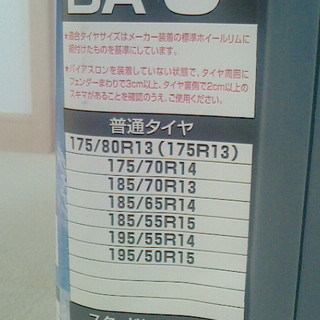 ★適合タイヤサイズはメーカー装着の標準ホイールリムに
組付けたものを基準にしています。
★バイアスロンを装着していない状態で、タイヤ周囲に
フェンダーまわりで3cm以上、タイヤ裏側で2cm以上の
スキマがあることを確認のうえ、ご使用ください。
普通タイヤ
175/80R13(175R13)
175/70R14
185/70R13
185/65R14
185/55R15
195/55R14
195/50R15